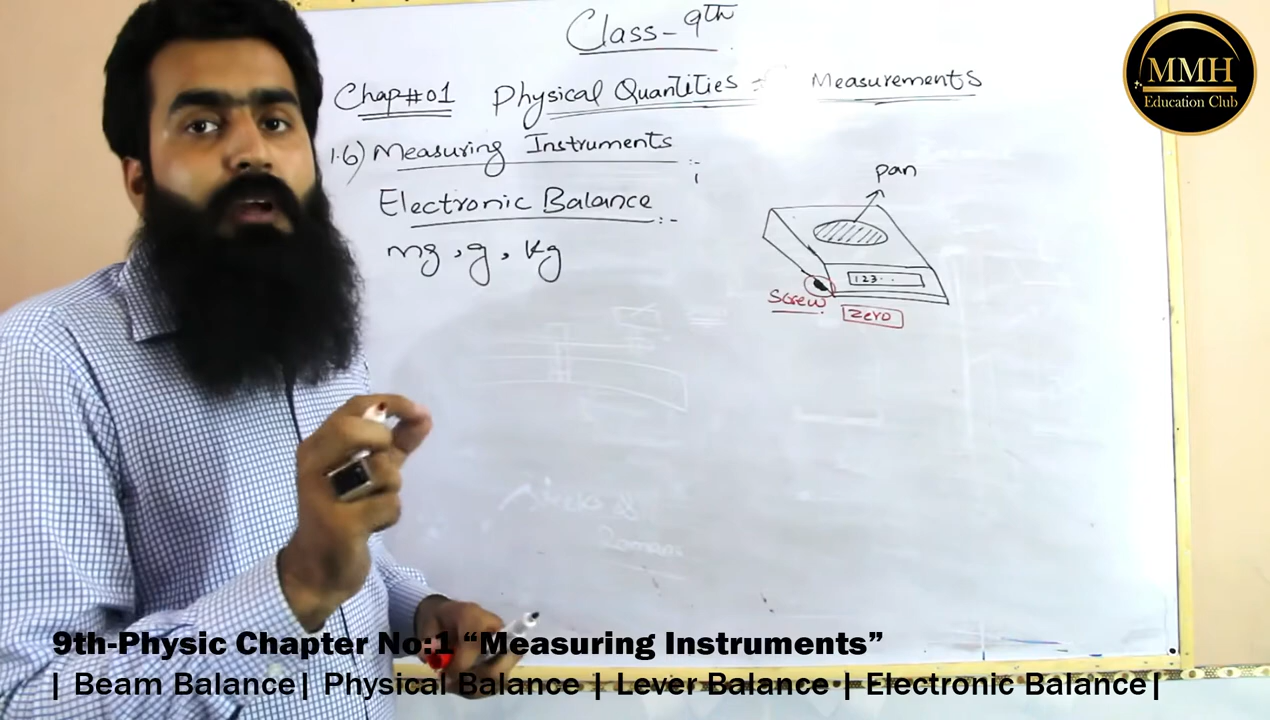 Class-9th
Chap#01 Physical Quantities Measurements
1.6) Measuring Instruments
Electronic Balance :-
mg, g, kg
pan
123..
Screw
Zero
MMH
Education Club
9th-Physic Chapter No:1 “Measuring Instruments”
| Beam Balance| Physical Balance | Lever Balance | Electronic Balance|